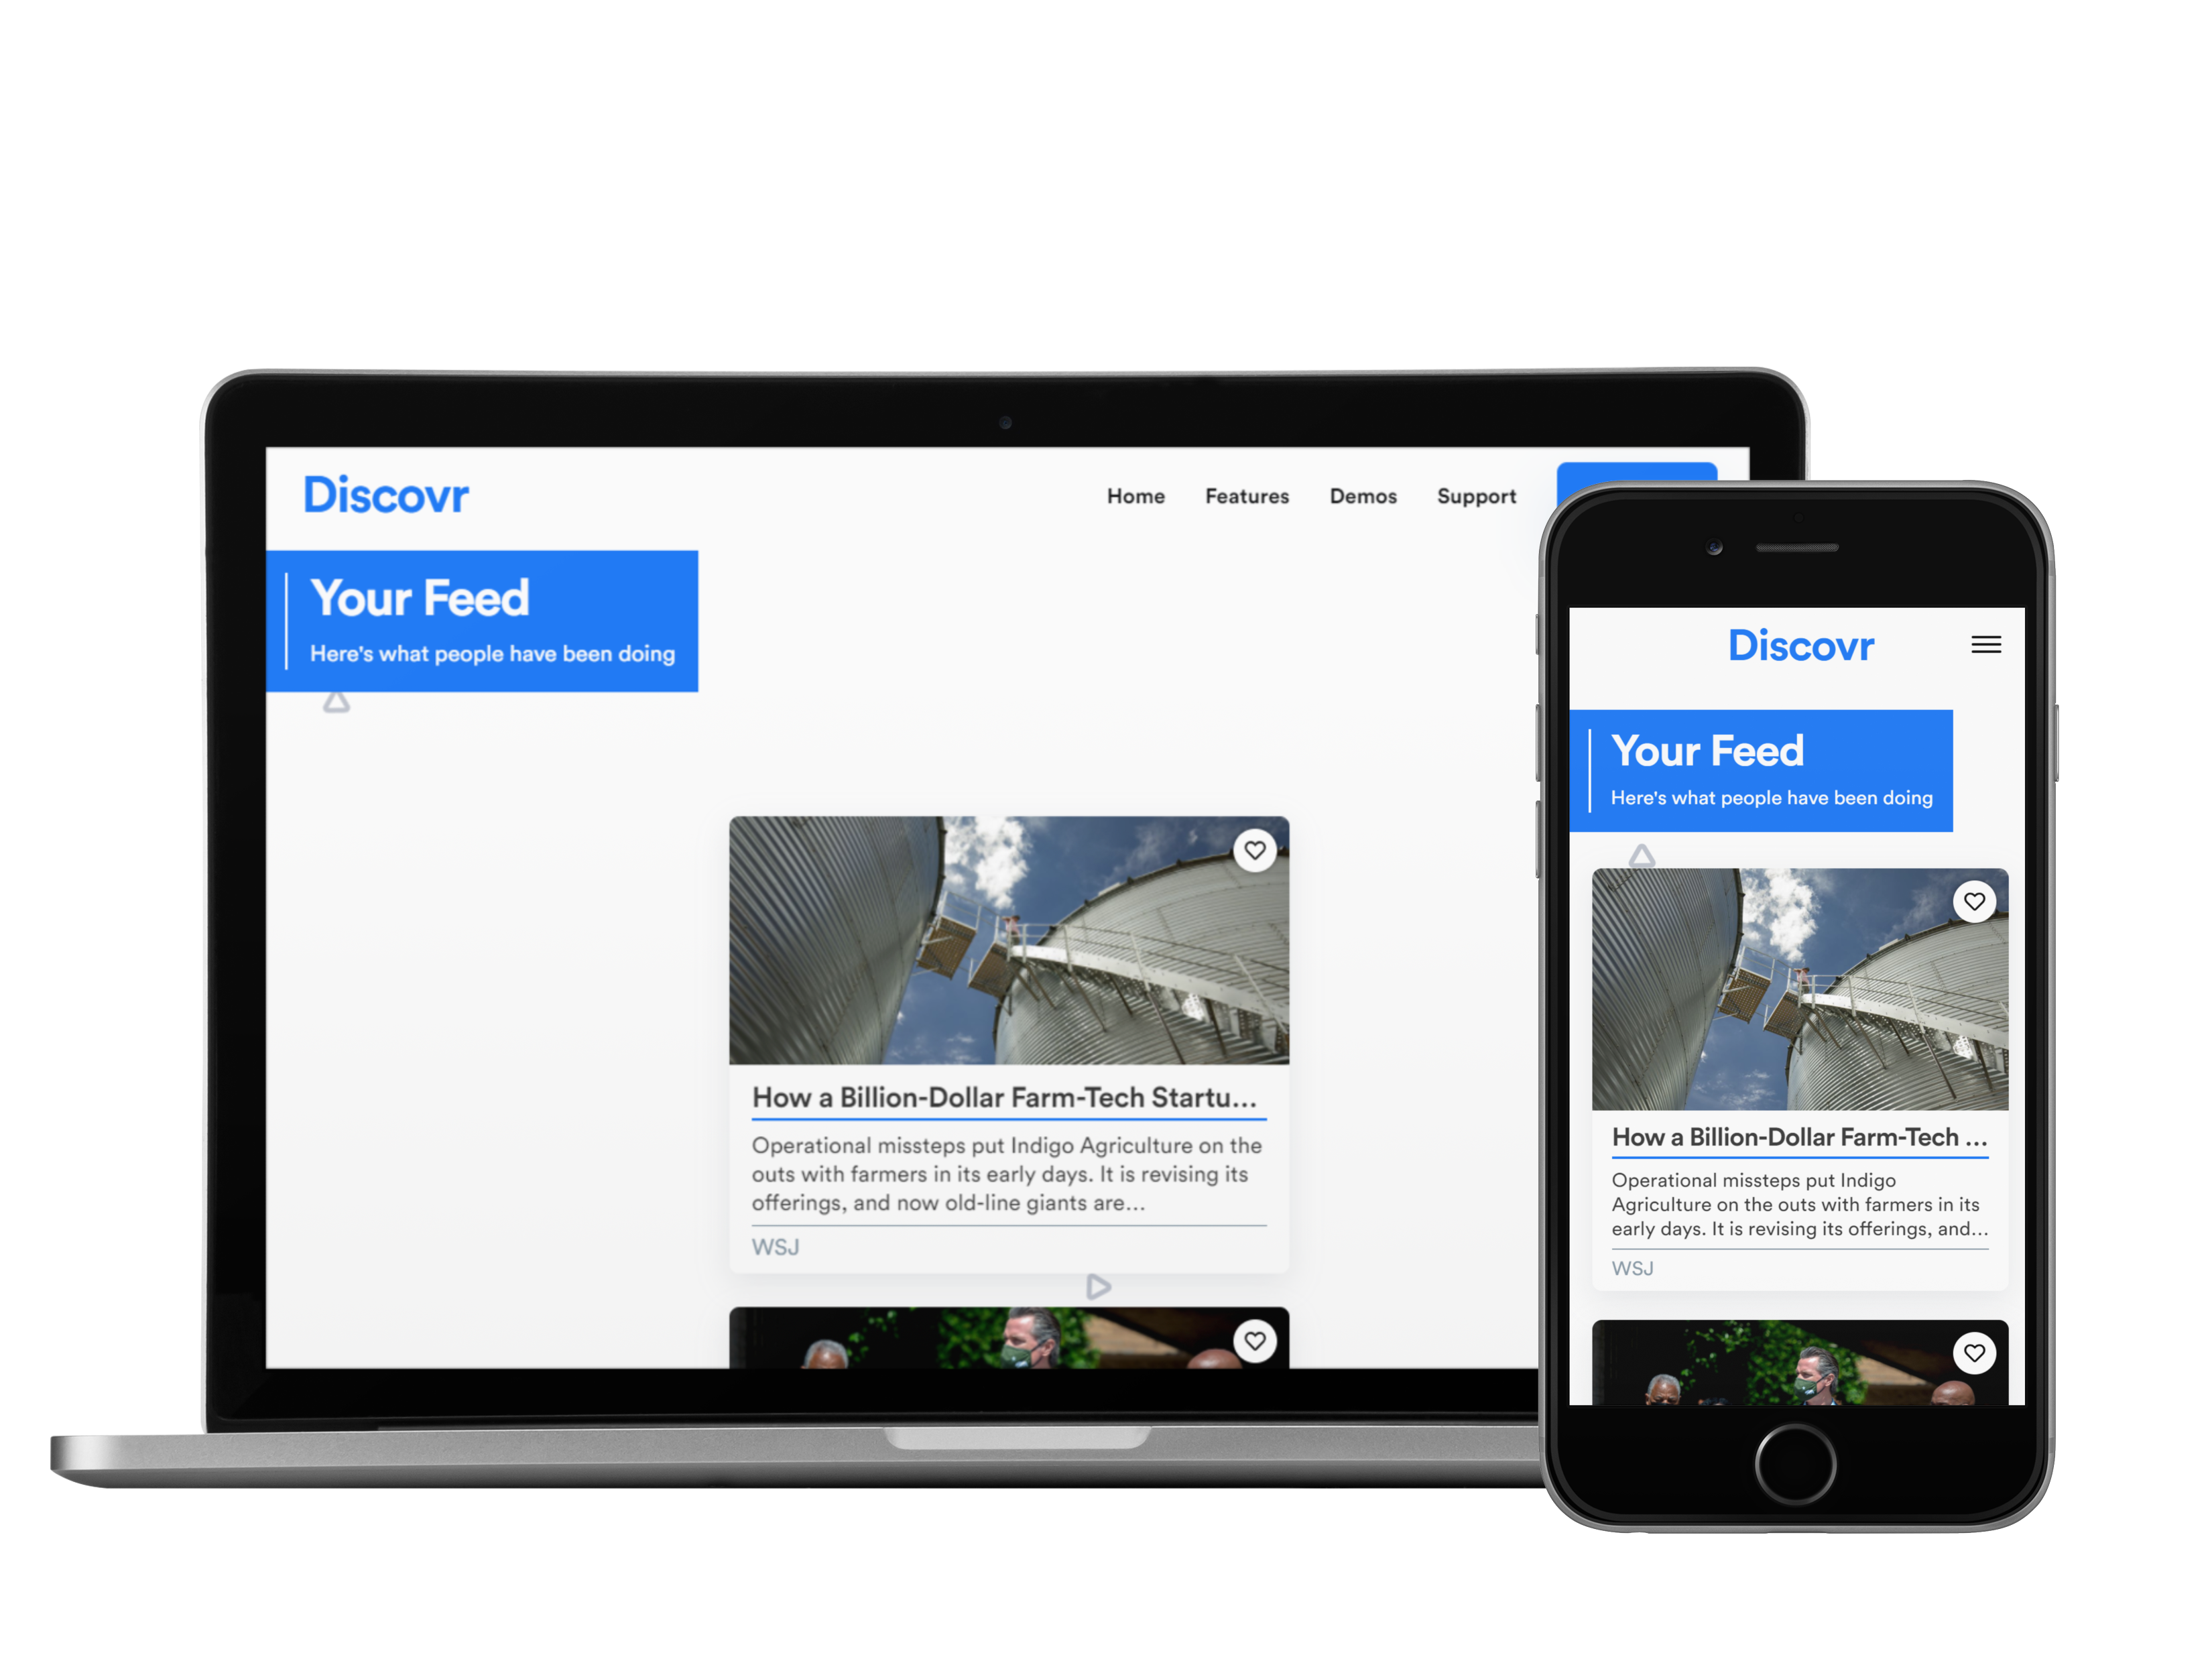 Discovr
Home Features Demos Support
Your Feed
Here's what people have been doing
How a Billion-Dollar Farm-Tech Startu...
Operational missteps put Indigo Agriculture on the
outs with farmers in its early days. It is revising its
offerings, and now old-line giants are...
WSJ
Discovr
Your Feed
Here's what people have been doing
How a Billion-Dollar Farm-Tech ...
Operational missteps put Indigo
Agriculture on the outs with farmers in its
early days. It is revising its offerings, and...
WSJ